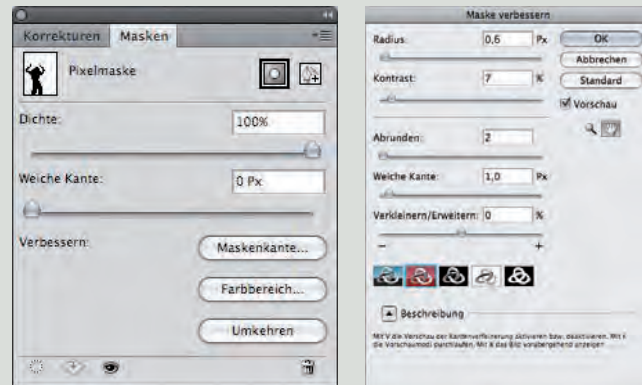 Korrekturen Masken
Pixelmaske
Dichte: 100%
Weiche Kante: 0 Px
Verbessern: Maskenkante...
Farbbereich...
Umkehren
Maske verbessern
Radius: 0,6 Px OK
Abbrechen
Kontrast: 7 % Standard
Vorschau
Abrunden: 2
Weiche Kante: 1,0 Px
Verkleinern/Erweitern: 0 %
- +
Beschreibung
Mit V die Vorschau der Kantenverfeinerung aktivieren bzw. deaktivieren. Mit F
die Vorschaumodi durchlaufen. Mit X das Bild vorübergehend anzeigen